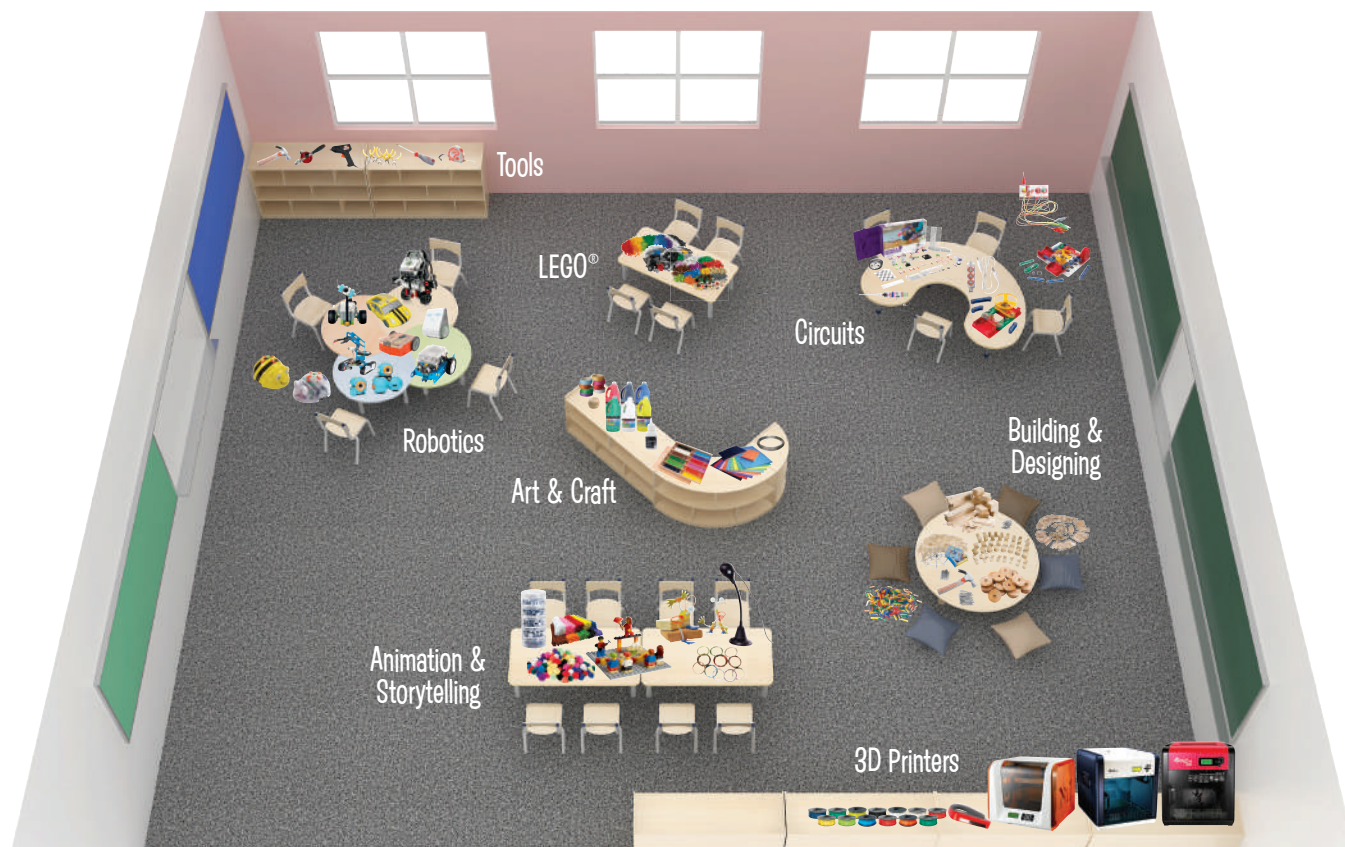 Tools
LEGO®
Circuits
Robotics
Building &
Designing
Art & Craft
Animation &
Storytelling
3D Printers